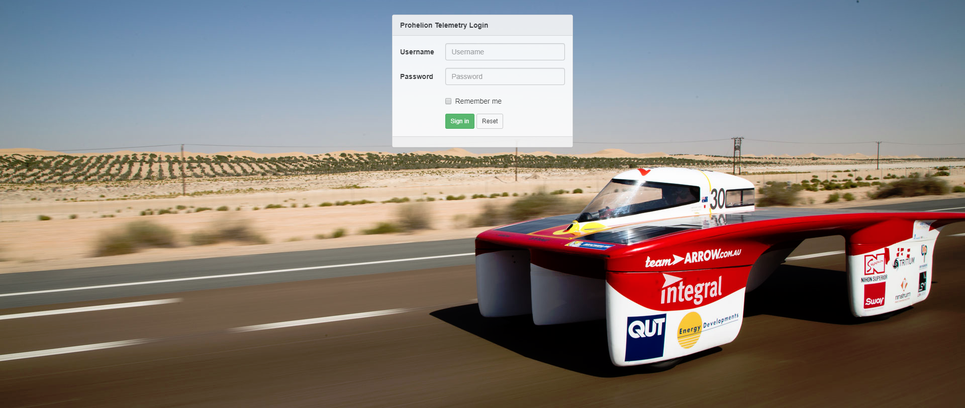 Prohelion Telemetry Login
Username
Username
Password
Password
Remember me
Sign in
Reset
30
team ARROW.COM.AU
integral
QUT
Energy Developments
NIHON SUPERIOR
TRITIUM
Sway